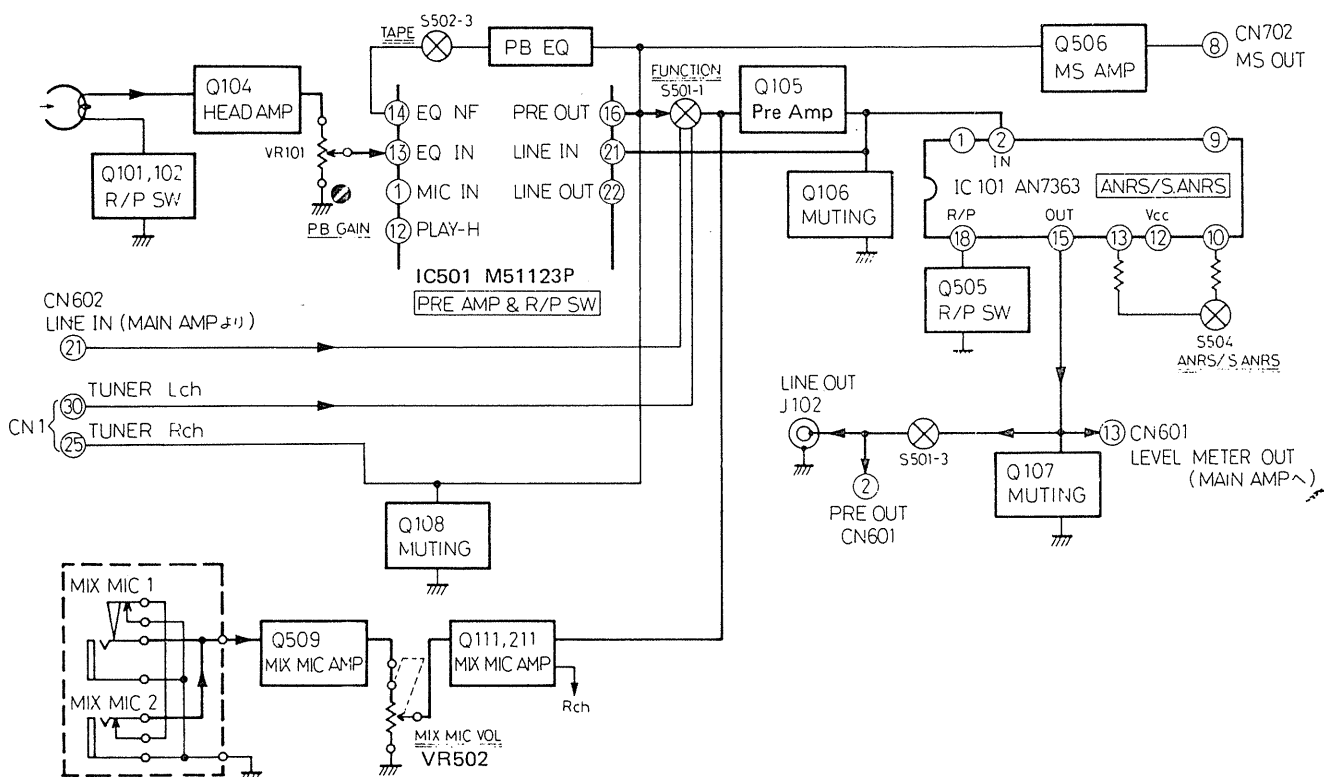 S502-3
TAPE
PB EQ
Q506
MS AMP
8
CN702
MS OUT
Q104
HEAD AMP
FUNCTION
S501-1
Q105
Pre Amp
14 EQ NF
PRE OUT 16
VR101
13 EQ IN
LINE IN 21
1 MIC IN
LINE OUT 22
12 PLAY-H
PB GAIN
Q101,102
R/P SW
IC501 M51123P
PRE AMP & R/P SW
Q106
MUTING
1
2
9
IN
IC 101 AN7363
ANRS/S.ANRS
R/P
OUT
Vcc
18
15
13
12
10
Q505
R/P SW
S504
ANRS/S.ANRS
CN602
LINE IN (MAIN AMPより)
21
CN1
30
TUNER Lch
25
TUNER Rch
LINE OUT
J102
S501-3
13
CN601
LEVEL METER OUT
(MAIN AMPへ)
2
PRE OUT
CN601
Q107
MUTING
Q108
MUTING
MIX MIC 1
MIX MIC 2
Q509
MIX MIC AMP
Q111,211
MIX MIC AMP
Rch
MIX MIC VOL
VR502